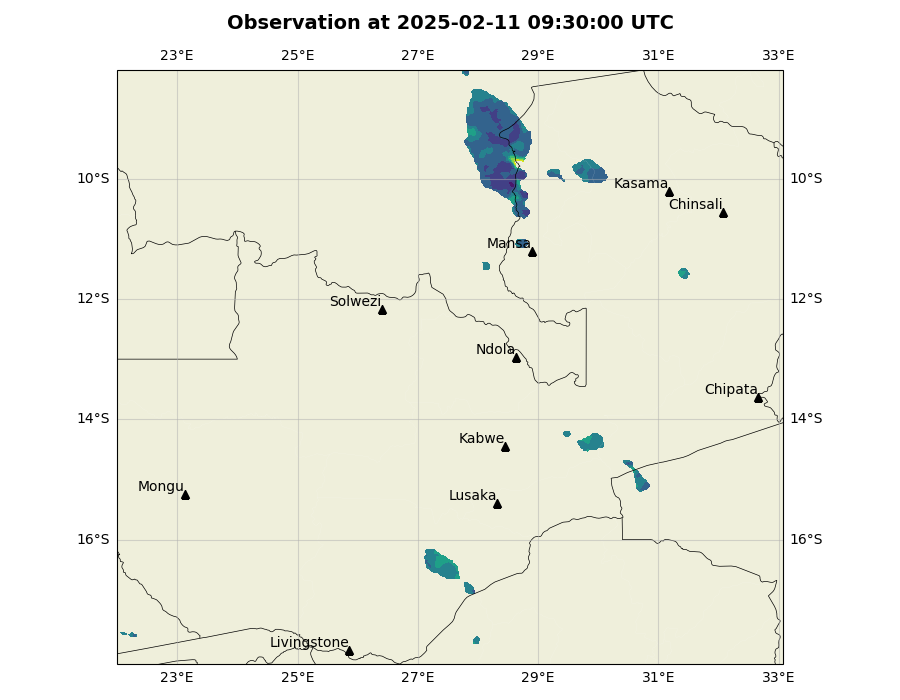 Observation at 2025-02-11 09:30:00 UTC
23°E 25°E 27°E 29°E 31°E 33°E
10°S 10°S
Kasama
Chinsali
Mansa
12°S 12°S
Solwezi
Ndola
Chipata
14°S 14°S
Kabwe
Mongu
Lusaka
16°S 16°S
Livingstone
23°E 25°E 27°E 29°E 31°E 33°E